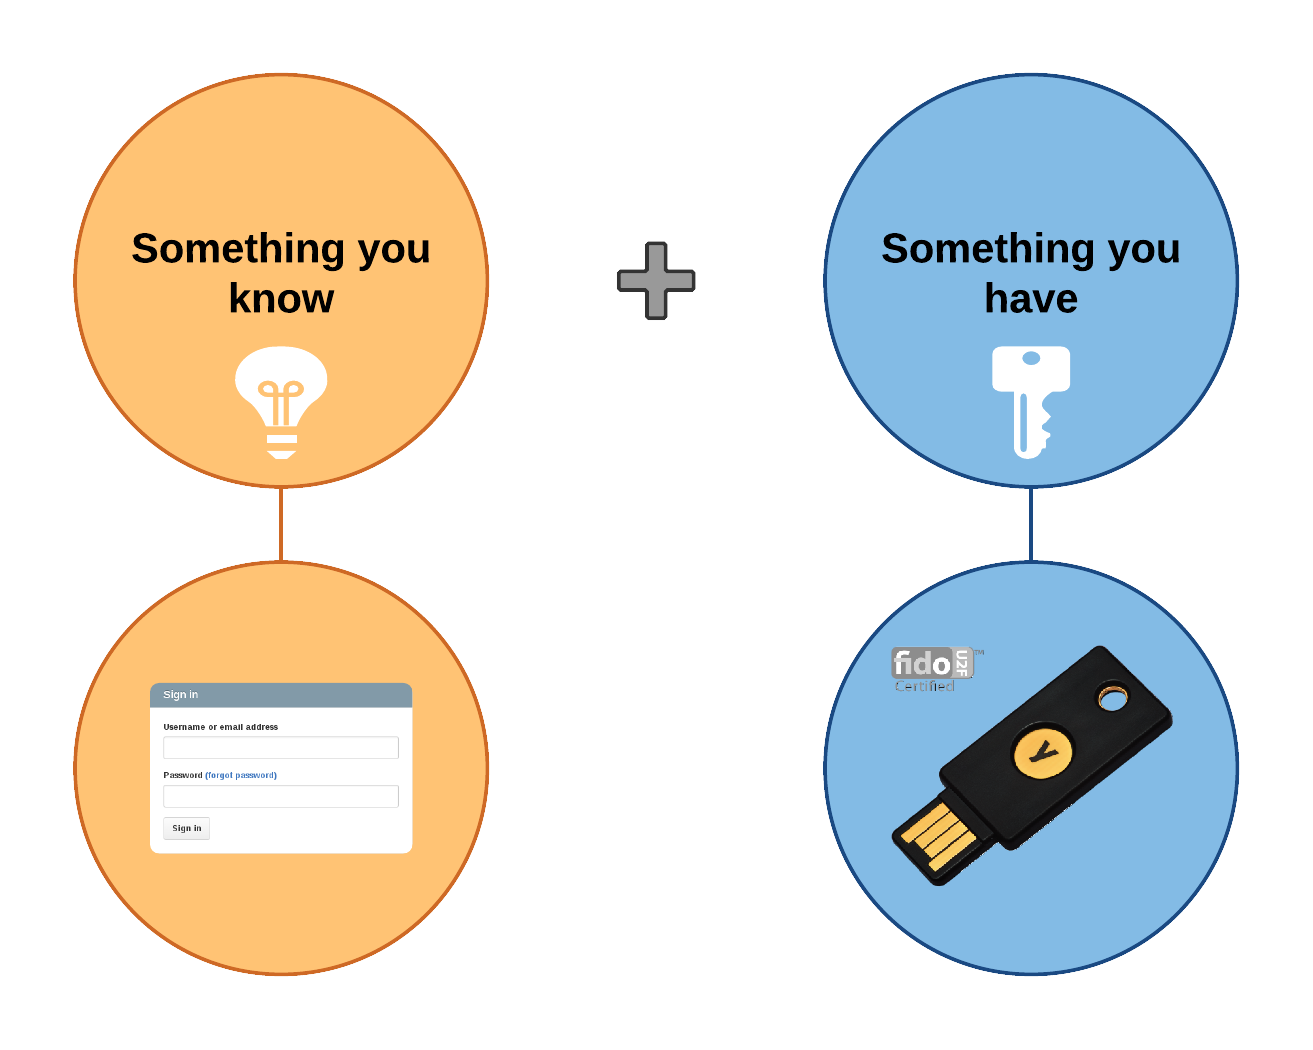 Something you
know
Something you
have
Sign in
Username or email address
Password (forgot password)
Sign in
fido U2F ™
Certified
Y